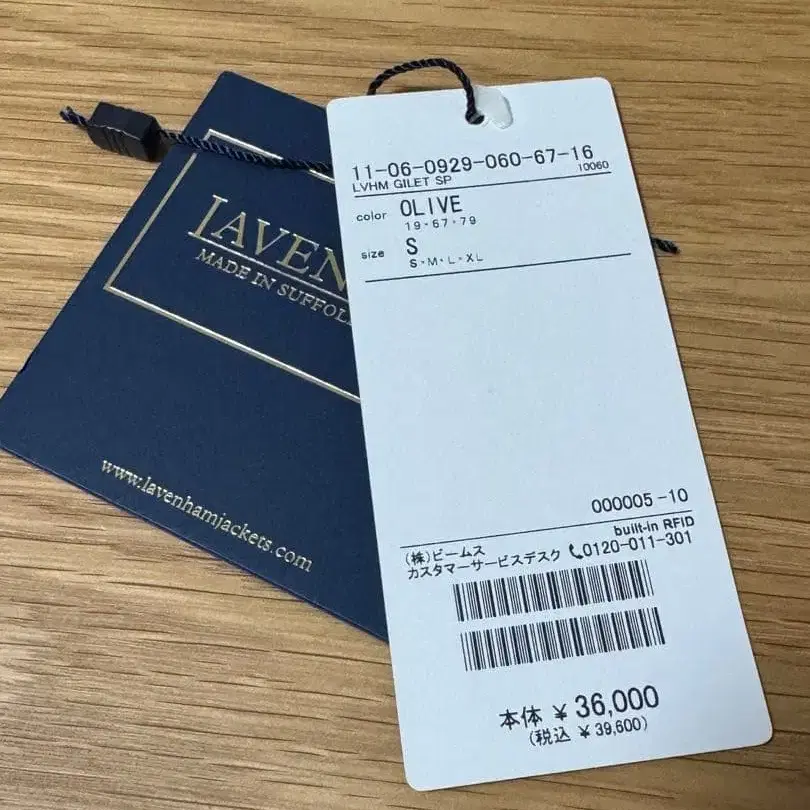 LAVEN
MADE IN SUFFOL
www.lavenhamjackets.com
11-06-0929-060-67-16
LVHM GILET SP 10060
color OLIVE
19・67・79
size S
S・M・L・XL
000005-10
built-in RFID
(株)ビームス
カスタマーサービスデスク 📞0120-011-301
本体 ¥36,000
(税込 ¥39,600)